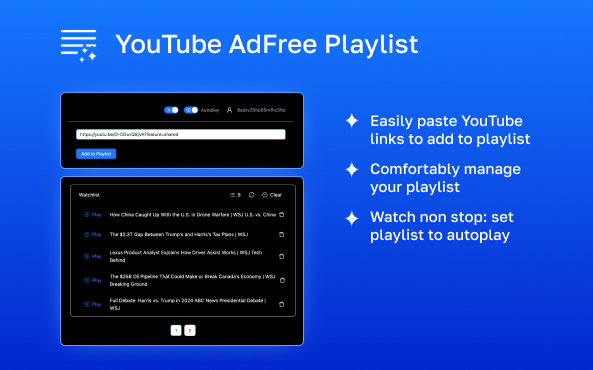 YouTube AdFree Playlist
Autoplay
https://youtu.be/O-CDwrQ6jVA?feature=shared
Add to Playlist
Watchlist
9
Clear
Play
How China Caught Up With the U.S. in Drone Warfare | WSJ U.S. vs. China
Play
The $2.3T Gap Between Trump's and Harris's Tax Plans | WSJ
Play
Lexus Product Analyst Explains How Driver Assist Works | WSJ Tech
Behind
Play
The $25B Oil Pipeline That Could Make or Break Canada's Economy | WSJ
Breaking Ground
Play
Full Debate: Harris vs. Trump in 2024 ABC News Presidential Debate |
WSJ
1 2
Easily paste YouTube
links to add to playlist
Comfortably manage
your playlist
Watch non stop: set
playlist to autoplay